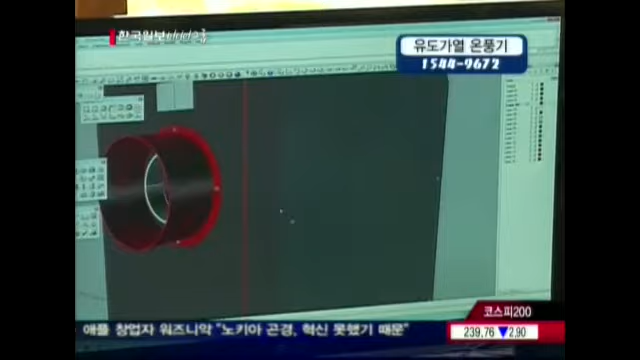 한국일보
유도가열 온풍기
1544-9672
코스피200
애플 창업자 워즈니악 "노키아 곤경, 혁신 못했기 때문"
239,76 ▼2,90